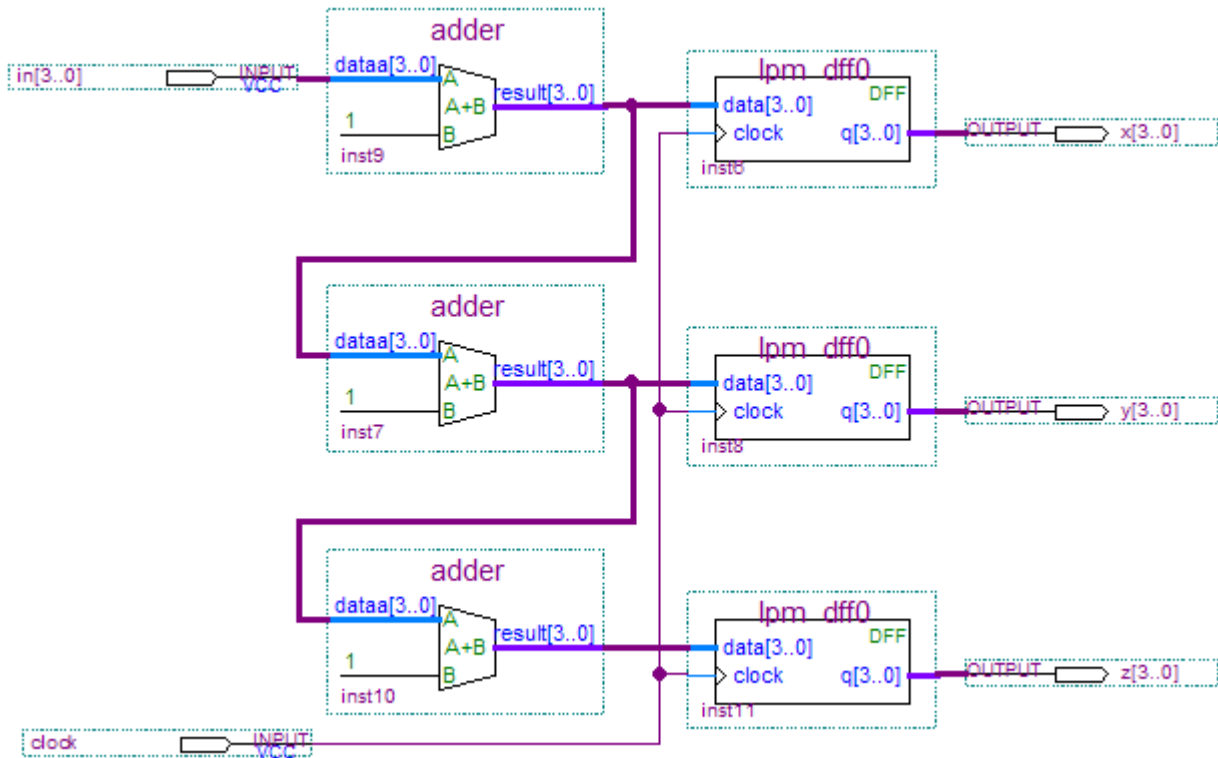 adder
in[3..0]
INPUT
VCC
dataa[3..0]
A
A+B
B
1
result[3..0]
inst9
lpm_dff0
DFF
data[3..0]
clock
q[3..0]
inst6
OUTPUT
x[3..0]
adder
dataa[3..0]
A
A+B
B
1
result[3..0]
inst7
lpm_dff0
DFF
data[3..0]
clock
q[3..0]
inst8
OUTPUT
y[3..0]
adder
dataa[3..0]
A
A+B
B
1
result[3..0]
inst10
lpm_dff0
DFF
data[3..0]
clock
q[3..0]
inst11
OUTPUT
z[3..0]
clock
INPUT
VCC